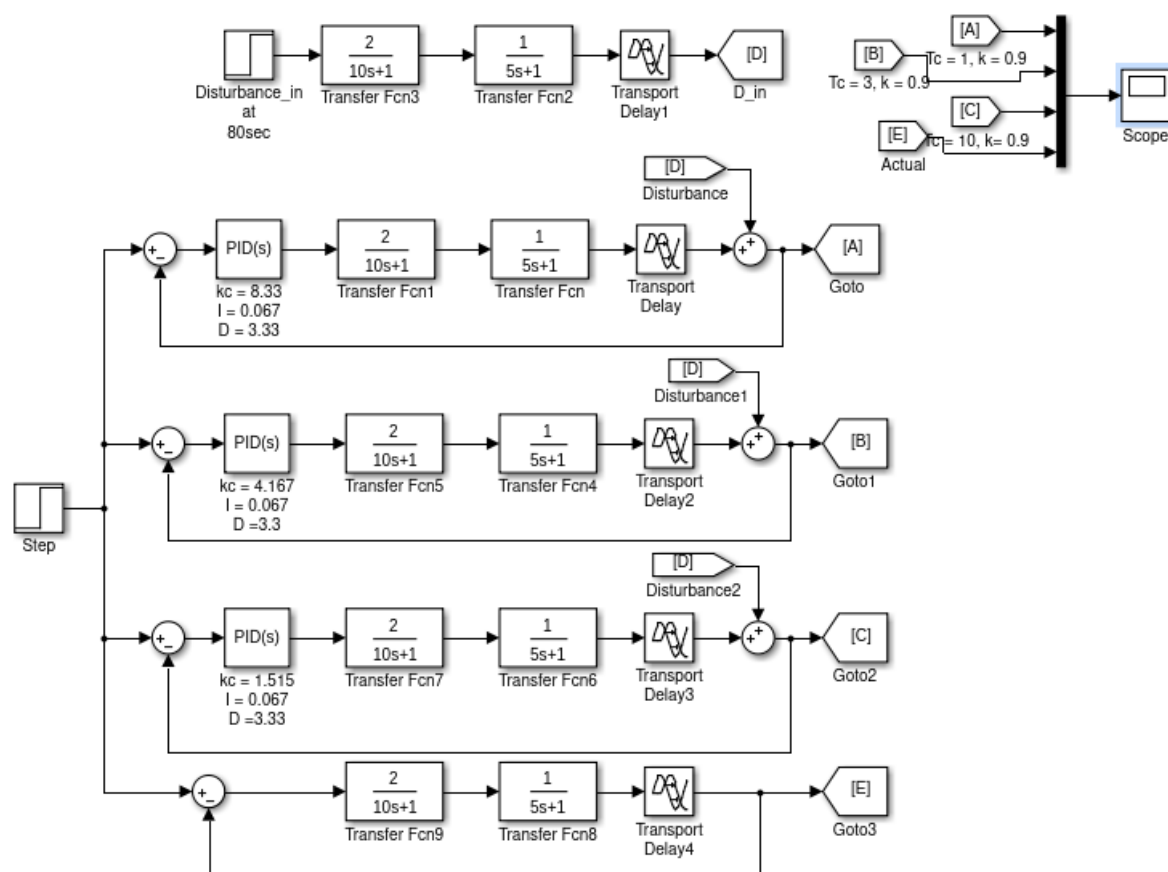 2
10s+1
1
5s+1
[D]
Disturbance_in
at
80sec
Transfer Fcn3
Transfer Fcn2
Transport
Delay1
D_in
[A]
[B]
Tc = 1, k = 0.9
Tc = 3, k = 0.9
[C]
[E]
Tc = 10, k= 0.9
Actual
Scope
[D]
Disturbance
+
-
PID(s)
2
10s+1
1
5s+1
++
[A]
kc = 8.33
I = 0.067
D = 3.33
Transfer Fcn1
Transfer Fcn
Transport
Delay
Goto
[D]
Disturbance1
+
-
PID(s)
2
10s+1
1
5s+1
++
[B]
kc = 4.167
I = 0.067
D =3.3
Transfer Fcn5
Transfer Fcn4
Transport
Delay2
Goto1
Step
[D]
Disturbance2
+
-
PID(s)
2
10s+1
1
5s+1
++
[C]
kc = 1.515
I = 0.067
D =3.33
Transfer Fcn7
Transfer Fcn6
Transport
Delay3
Goto2
+
-
2
10s+1
1
5s+1
[E]
Transfer Fcn9
Transfer Fcn8
Transport
Delay4
Goto3